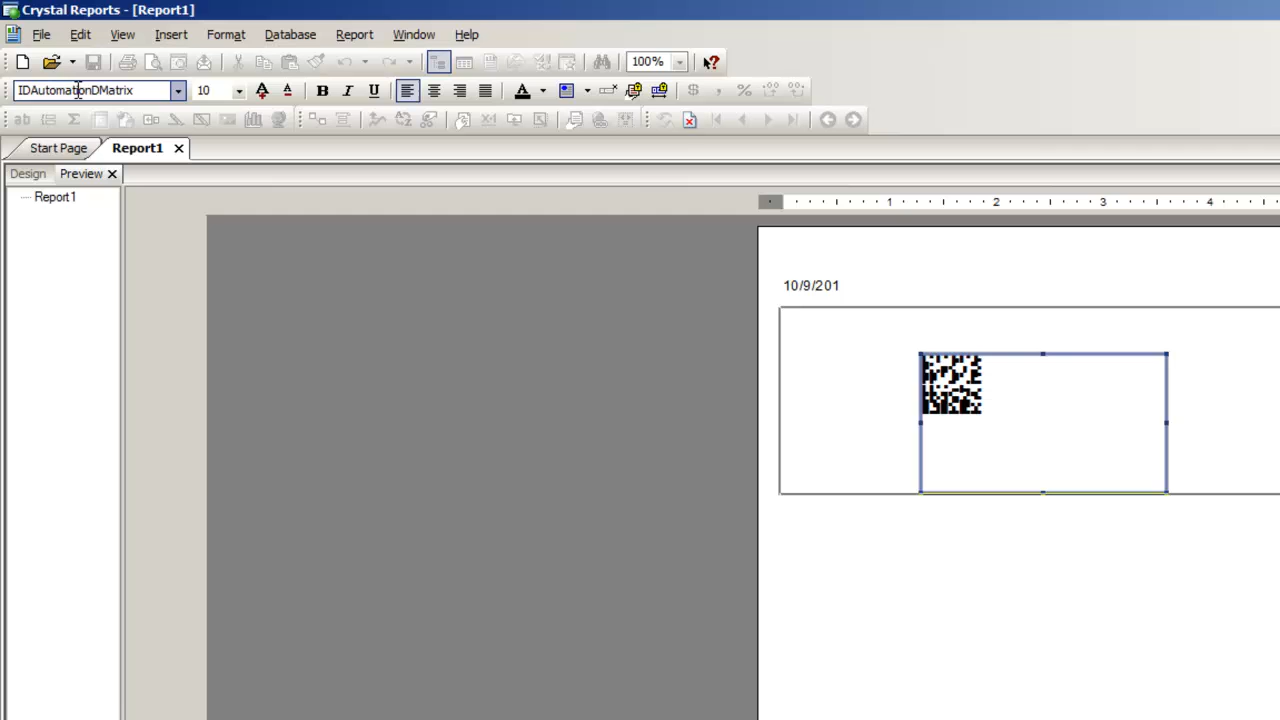 Crystal Reports - [Report1]
File Edit View Insert Format Database Report Window Help
100%
IDAutomationDMatrix 10 B I U A $ , %
ab Σ
Start Page Report1
Design Preview
Report1
1 2 3 4
10/9/201